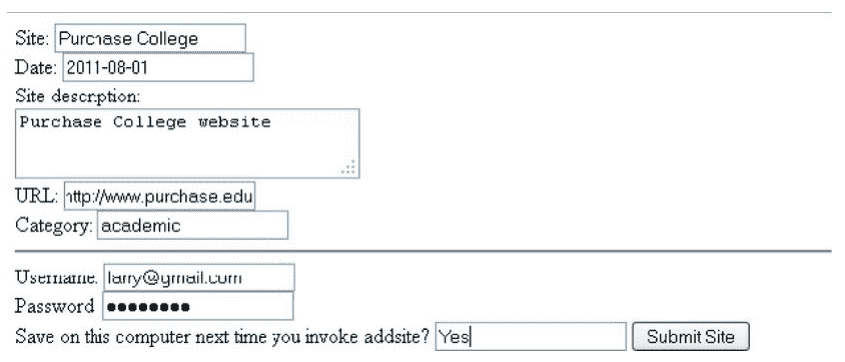 Site: Purchase College
Date: 2011-08-01
Site description:
Purchase College website
URL: http://www.purchase.edu
Category: academic
Username: larry@gmail.com
Password ●●●●●●●●
Save on this computer next time you invoke addsite? Yes Submit Site